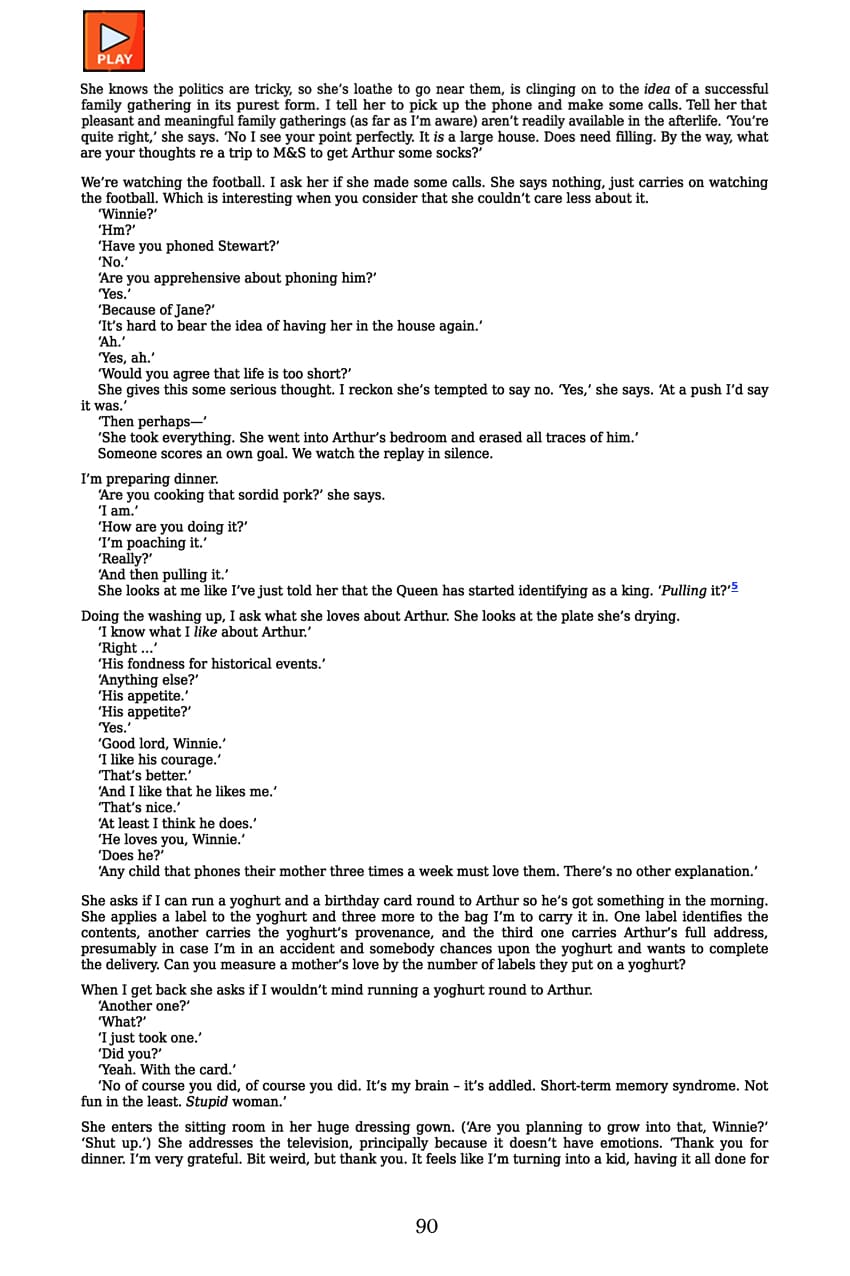 PLAY
She knows the politics are tricky, so she's loathe to go near them, is clinging on to the idea of a successful
family gathering in its purest form. I tell her to pick up the phone and make some calls. Tell her that
pleasant and meaningful family gatherings (as far as I'm aware) aren't readily available in the afterlife. 'You're
quite right,' she says. 'No I see your point perfectly. It is a large house. Does need filling. By the way, what
are your thoughts re a trip to M&S to get Arthur some socks?'
We're watching the football. I ask her if she made some calls. She says nothing, just carries on watching
the football. Which is interesting when you consider that she couldn't care less about it.
'Winnie?'
'Hm?'
'Have you phoned Stewart?'
'No.'
'Are you apprehensive about phoning him?'
'Yes.'
'Because of Jane?'
'It's hard to bear the idea of having her in the house again.'
'Ah.'
'Yes, ah.'
'Would you agree that life is too short?'
She gives this some serious thought. I reckon she's tempted to say no. 'Yes,' she says. 'At a push I'd say
it was.'
'Then perhaps—'
'She took everything. She went into Arthur's bedroom and erased all traces of him.'
Someone scores an own goal. We watch the replay in silence.
I'm preparing dinner.
'Are you cooking that sordid pork?' she says.
'I am.'
'How are you doing it?'
'I'm poaching it.'
'Really?'
'And then pulling it.'
She looks at me like I've just told her that the Queen has started identifying as a king. 'Pulling it?'5
Doing the washing up, I ask what she loves about Arthur. She looks at the plate she's drying.
'I know what I like about Arthur.'
'Right ...'
'His fondness for historical events.'
'Anything else?'
'His appetite.'
'His appetite?'
'Yes.'
'Good lord, Winnie.'
'I like his courage.'
'That's better.'
'And I like that he likes me.'
'That's nice.'
'At least I think he does.'
'He loves you, Winnie.'
'Does he?'
'Any child that phones their mother three times a week must love them. There's no other explanation.'
She asks if I can run a yoghurt and a birthday card round to Arthur so he's got something in the morning.
She applies a label to the yoghurt and three more to the bag I'm to carry it in. One label identifies the
contents, another carries the yoghurt's provenance, and the third one carries Arthur's full address,
presumably in case I'm in an accident and somebody chances upon the yoghurt and wants to complete
the delivery. Can you measure a mother's love by the number of labels they put on a yoghurt?
When I get back she asks if I wouldn't mind running a yoghurt round to Arthur.
'Another one?'
'What?'
'I just took one.'
'Did you?'
'Yeah. With the card.'
'No of course you did, of course you did. It's my brain – it's addled. Short-term memory syndrome. Not
fun in the least. Stupid woman.'
She enters the sitting room in her huge dressing gown. ('Are you planning to grow into that, Winnie?'
'Shut up.') She addresses the television, principally because it doesn't have emotions. 'Thank you for
dinner. I'm very grateful. Bit weird, but thank you. It feels like I'm turning into a kid, having it all done for
90